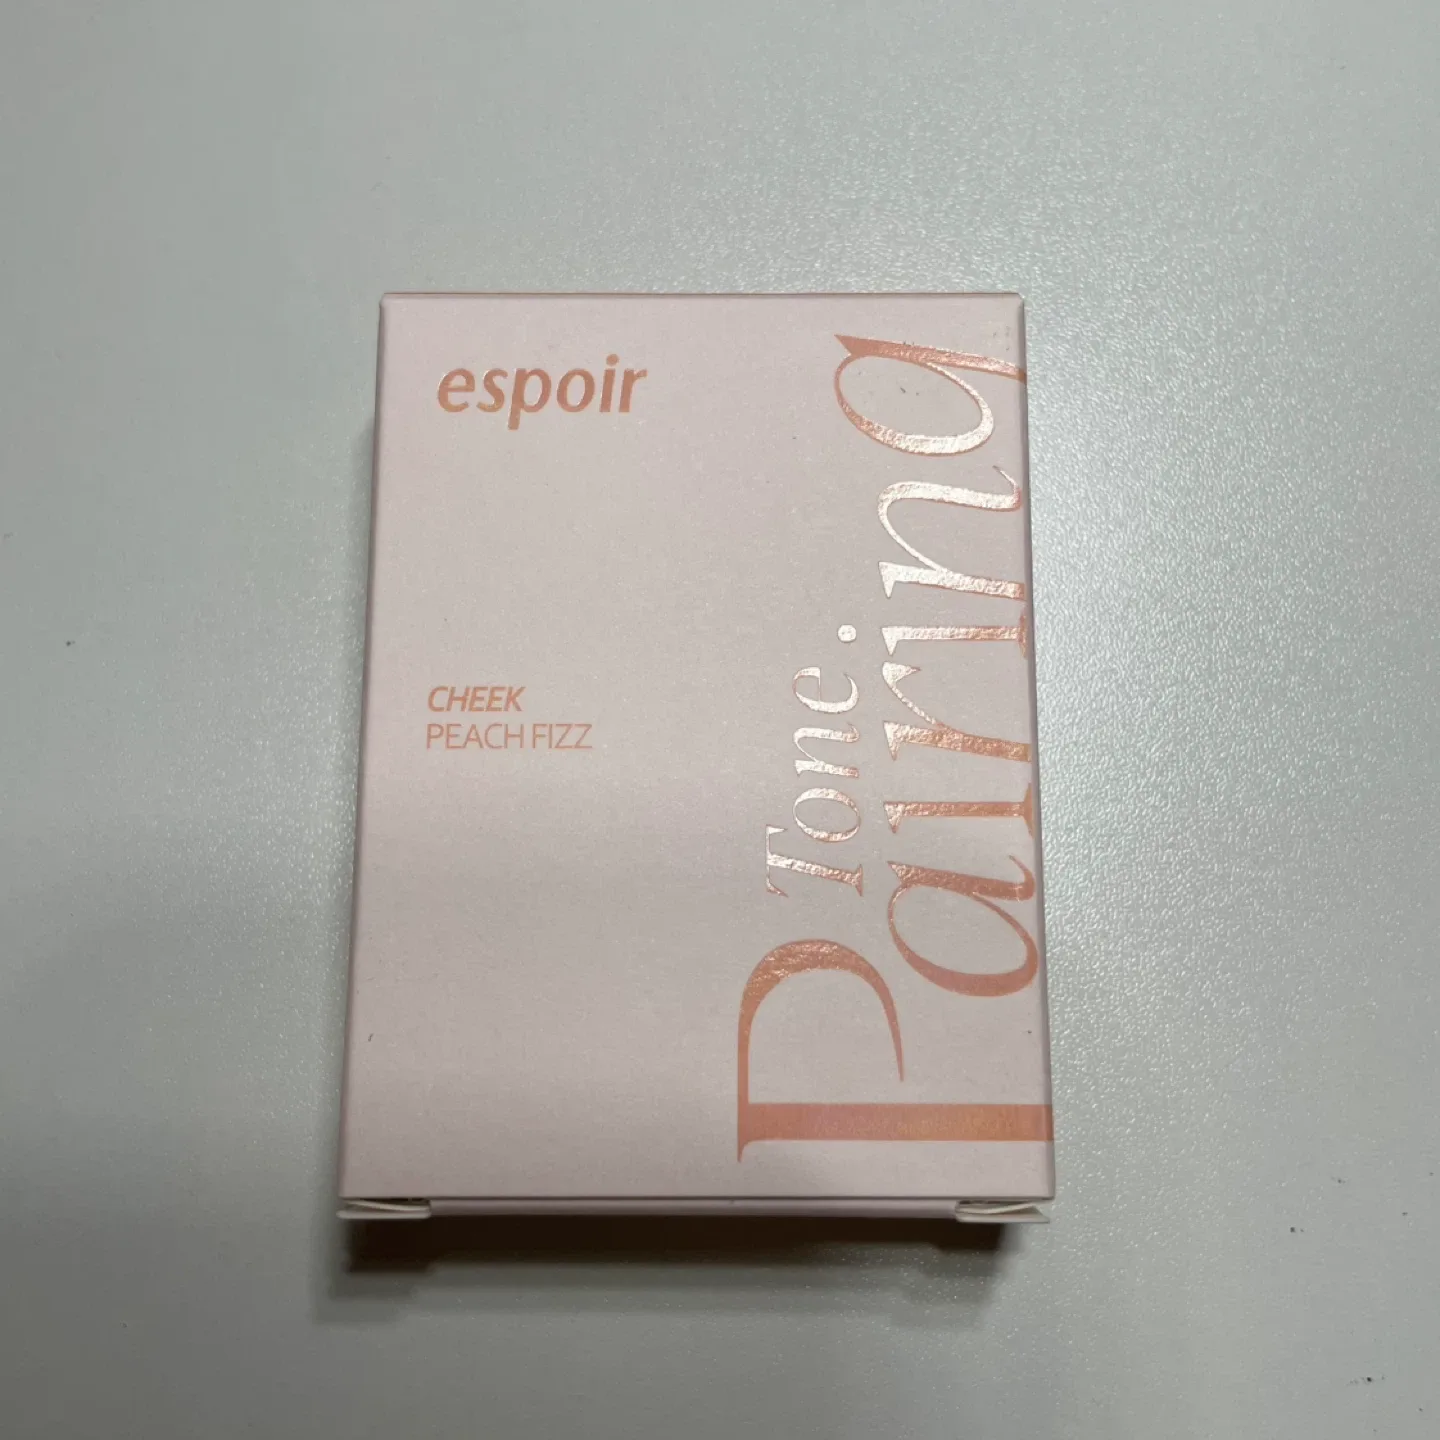 espoir
CHEEK
PEACH FIZZ
Tone.
Pairing